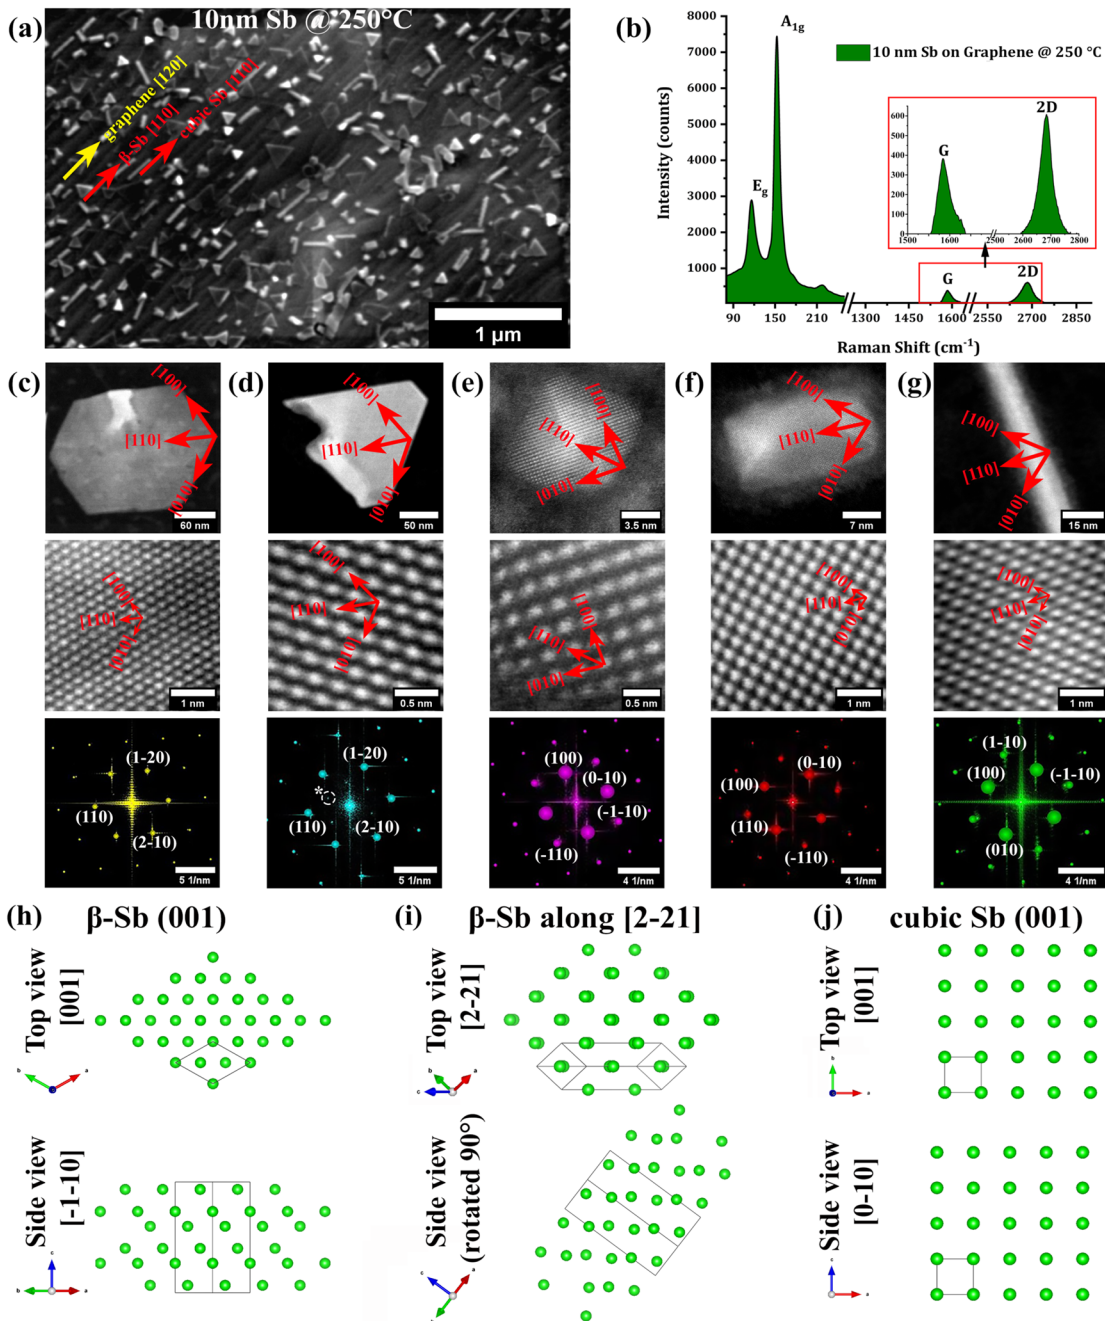 (a)
10nm Sb @ 250°C
graphene [120]
β-Sb [110]
cubic Sb [110]
1 µm
(b)
Intensity (counts)
8000
7000
6000
5000
4000
3000
2000
1000
A1g
Eg
10 nm Sb on Graphene @ 250 °C
600
500
400
300
200
100
0
G
2D
1500 1600 2500 2600 2700 2800
G
2D
90 150 210 1300 1450 1600 2550 2700 2850
Raman Shift (cm-1)
(c)
[100]
[110]
[010]
60 nm
(d)
[100]
[110]
[010]
50 nm
(e)
[100]
[110]
[010]
3.5 nm
(f)
[100]
[110]
[010]
7 nm
(g)
[100]
[110]
[010]
15 nm
[100]
[110]
[010]
1 nm
[100]
[110]
[010]
0.5 nm
[100]
[110]
[010]
0.5 nm
[100]
[110]
[010]
1 nm
[100]
[110]
[010]
1 nm
(1-20)
(110)
(2-10)
5 1/nm
(1-20)
*
(110)
(2-10)
5 1/nm
(100)
(0-10)
(-1-10)
(-110)
4 1/nm
(0-10)
(100)
(110)
(-110)
4 1/nm
(1-10)
(100)
(-1-10)
(010)
4 1/nm
(h)
β-Sb (001)
Top view
[001]
b
a
Side view
[-1-10]
c
b
a
(i)
β-Sb along [2-21]
Top view
[2-21]
b
a
c
Side view
(rotated 90°)
c
a
b
(j)
cubic Sb (001)
Top view
[001]
b
a
Side view
[0-10]
c
a